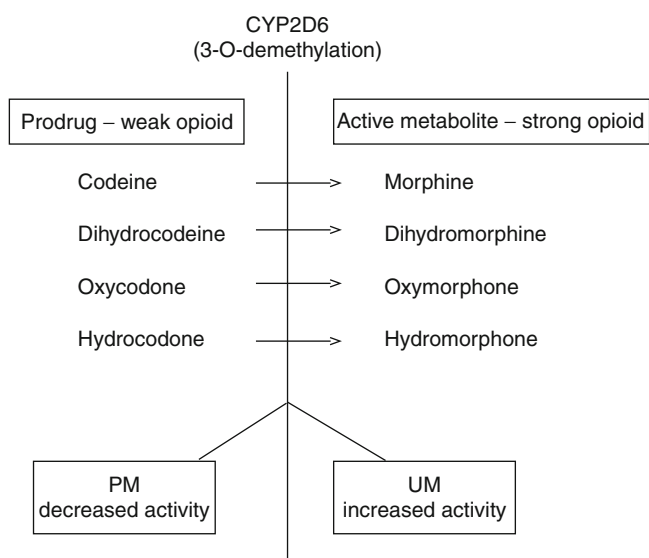 CYP2D6
(3-O-demethylation)
Prodrug – weak opioid
Active metabolite – strong opioid
Codeine
Morphine
Dihydrocodeine
Dihydromorphine
Oxycodone
Oxymorphone
Hydrocodone
Hydromorphone
PM
decreased activity
UM
increased activity